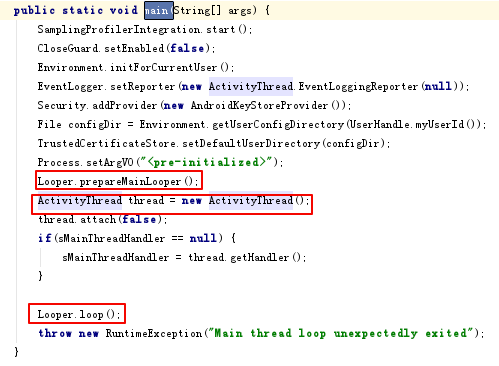 public static void main(String[] args) {
SamplingProfilerIntegration.start();
CloseGuard.setEnabled(false);
Environment.initForCurrentUser();
EventLogger.setReporter(new ActivityThread.EventLoggingReporter(null));
Security.addProvider(new AndroidKeyStoreProvider());
File configDir = Environment.getUserConfigDirectory(UserHandle.myUserId());
TrustedCertificateStore.setDefaultUserDirectory(configDir);
Process.setArgV0("<pre-initialized>");
Looper.prepareMainLooper();
ActivityThread thread = new ActivityThread();
thread.attach(false);
if(sMainThreadHandler == null) {
sMainThreadHandler = thread.getHandler();
}
Looper.loop();
throw new RuntimeException("Main thread loop unexpectedly exited");
}